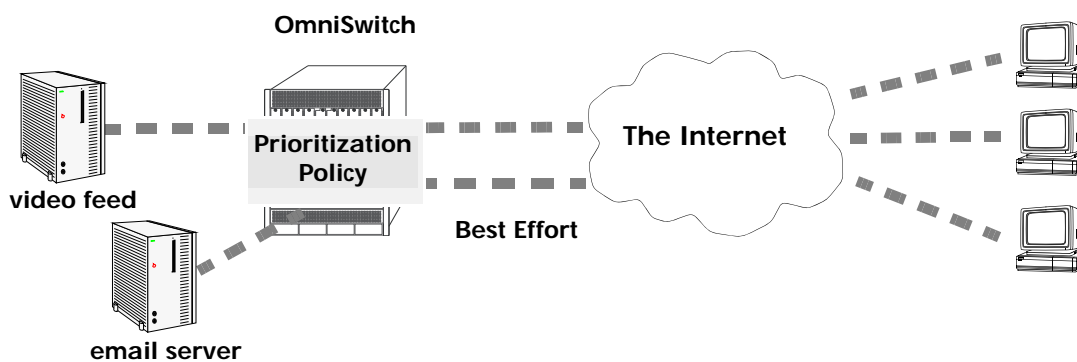 OmniSwitch
Prioritization
Policy
The Internet
video feed
Best Effort
email server